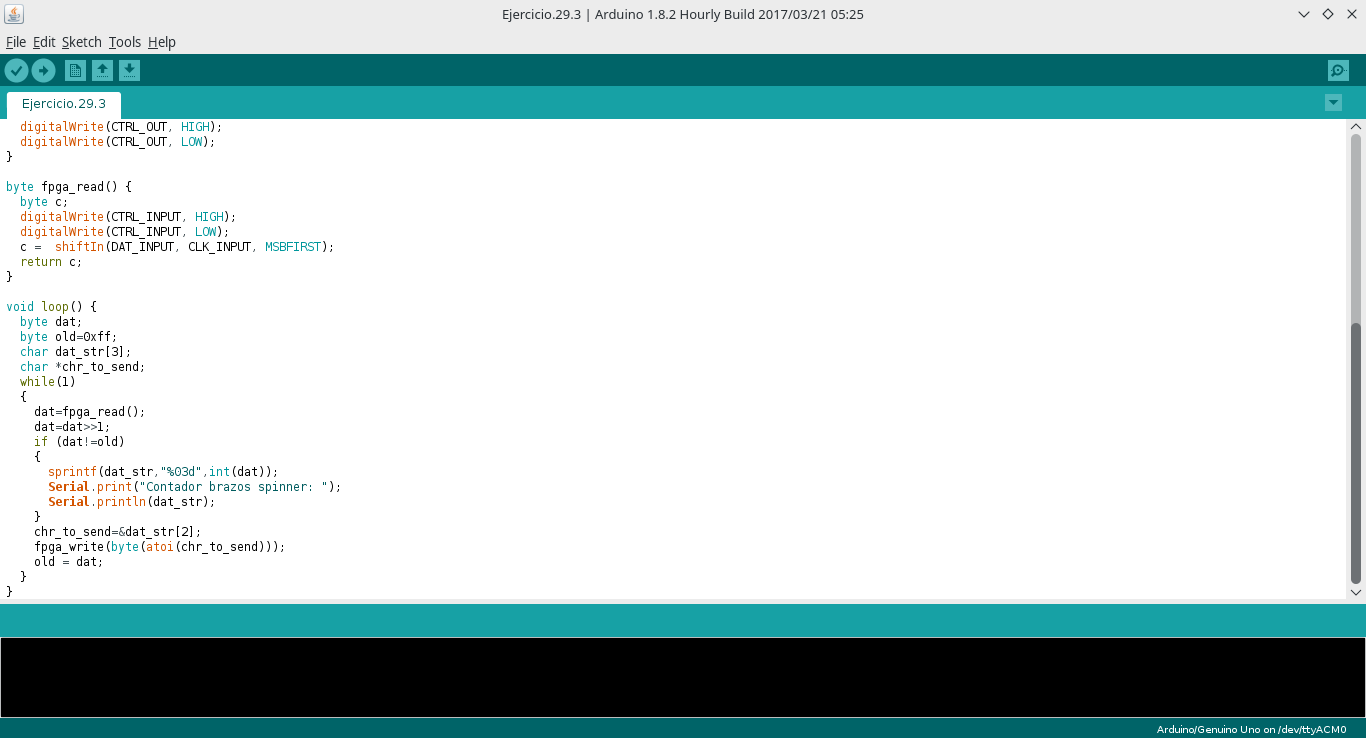 Ejercicio.29.3 | Arduino 1.8.2 Hourly Build 2017/03/21 05:25
File Edit Sketch Tools Help
Ejercicio.29.3
  digitalWrite(CTRL_OUT, HIGH);
  digitalWrite(CTRL_OUT, LOW);
}
byte fpga_read() {
  byte c;
  digitalWrite(CTRL_INPUT, HIGH);
  digitalWrite(CTRL_INPUT, LOW);
  c =  shiftIn(DAT_INPUT, CLK_INPUT, MSBFIRST);
  return c;
}
void loop() {
  byte dat;
  byte old=0xff;
  char dat_str[3];
  char *chr_to_send;
  while(1)
  {
    dat=fpga_read();
    dat=dat>>1;
    if (dat!=old)
    {
      sprintf(dat_str,"%03d",int(dat));
      Serial.print("Contador brazos spinner: ");
      Serial.println(dat_str);
    }
    chr_to_send=&dat_str[2];
    fpga_write(byte(atoi(chr_to_send)));
    old = dat;
  }
}
Arduino/Genuino Uno on /dev/ttyACM0